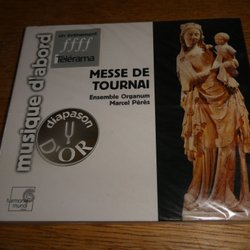 musique d'abord
un événement
ffff
Télérama
MESSE DE
TOURNAI
Ensemble Organum
Marcel Pérès
diapason
D'OR
harmonia
mundi